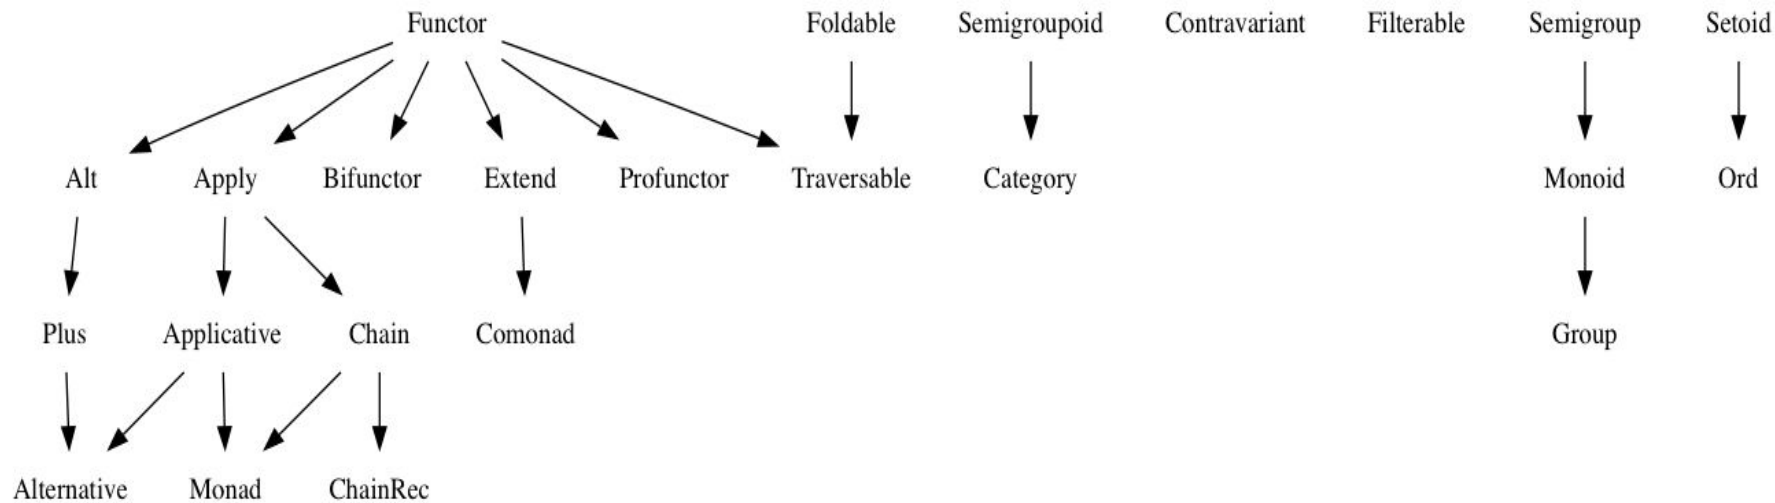 Functor Foldable Semigroupoid Contravariant Filterable Semigroup Setoid
Alt Apply Bifunctor Extend Profunctor Traversable Category Monoid Ord
Plus Applicative Chain Comonad Group
Alternative Monad ChainRec